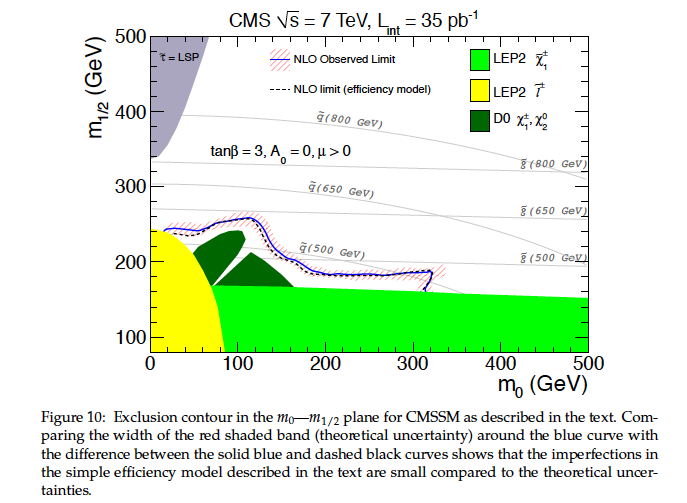 CMS √s = 7 TeV, L_int = 35 pb⁻¹
m₁/₂ (GeV)
500
400
300
200
100
τ̃ = LSP
NLO Observed Limit
NLO limit (efficiency model)
LEP2 χ̃₁±
LEP2 l̃±
D0 χ₁±, χ₂⁰
tanβ = 3, A₀ = 0, μ > 0
q̃(800 GeV)
g̃(800 GeV)
q̃(650 GeV)
g̃(650 GeV)
q̃(500 GeV)
g̃(500 GeV)
0 100 200 300 400 500
m₀ (GeV)
Figure 10: Exclusion contour in the m₀—m₁/₂ plane for CMSSM as described in the text. Com-
paring the width of the red shaded band (theoretical uncertainty) around the blue curve with
the difference between the solid blue and dashed black curves shows that the imperfections in
the simple efficiency model described in the text are small compared to the theoretical uncer-
tainties.